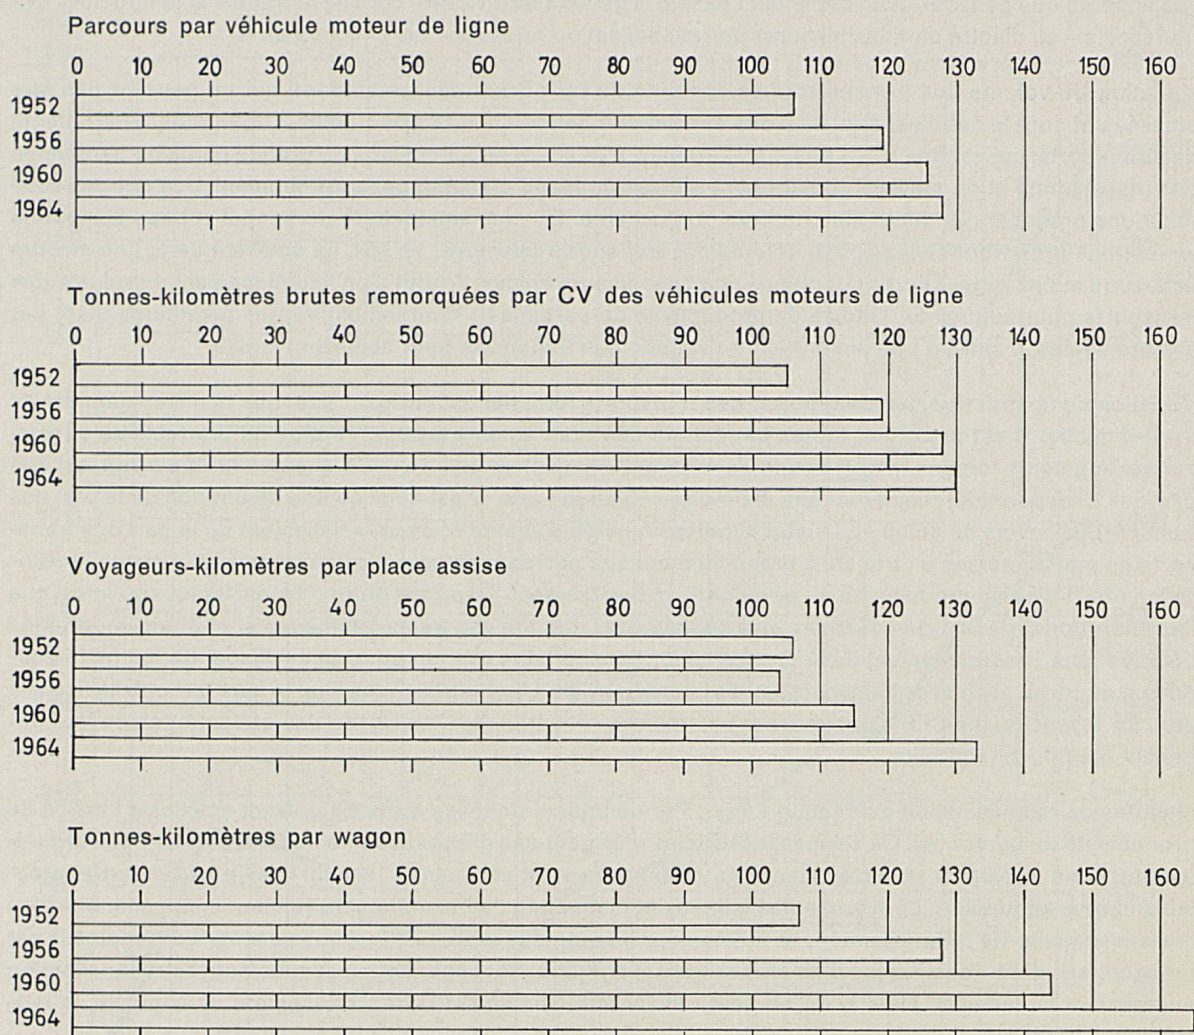 Parcours par véhicule moteur de ligne
0 10 20 30 40 50 60 70 80 90 100 110 120 130 140 150 160
1952
1956
1960
1964
Tonnes-kilomètres brutes remorquées par CV des véhicules moteurs de ligne
0 10 20 30 40 50 60 70 80 90 100 110 120 130 140 150 160
1952
1956
1960
1964
Voyageurs-kilomètres par place assise
0 10 20 30 40 50 60 70 80 90 100 110 120 130 140 150 160
1952
1956
1960
1964
Tonnes-kilomètres par wagon
0 10 20 30 40 50 60 70 80 90 100 110 120 130 140 150 160
1952
1956
1960
1964